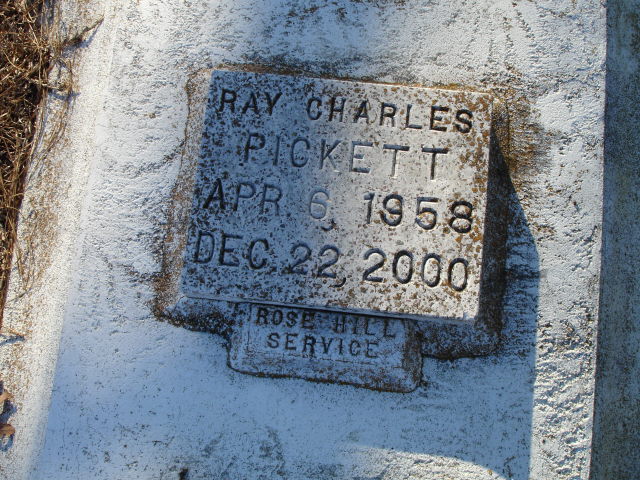 RAY CHARLES
PICKETT
APR 6, 1958
DEC. 22, 2000
ROSE HILL
SERVICE